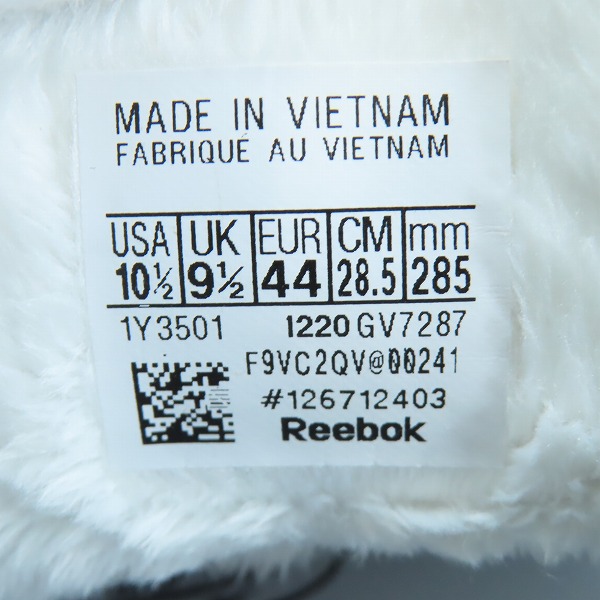 MADE IN VIETNAM
FABRIQUÉ AU VIETNAM
USA UK EUR CM mm
10½ 9½ 44 28.5 285
1Y3501 1220 GV7287
F9VC2QV@00241
#126712403
Reebok